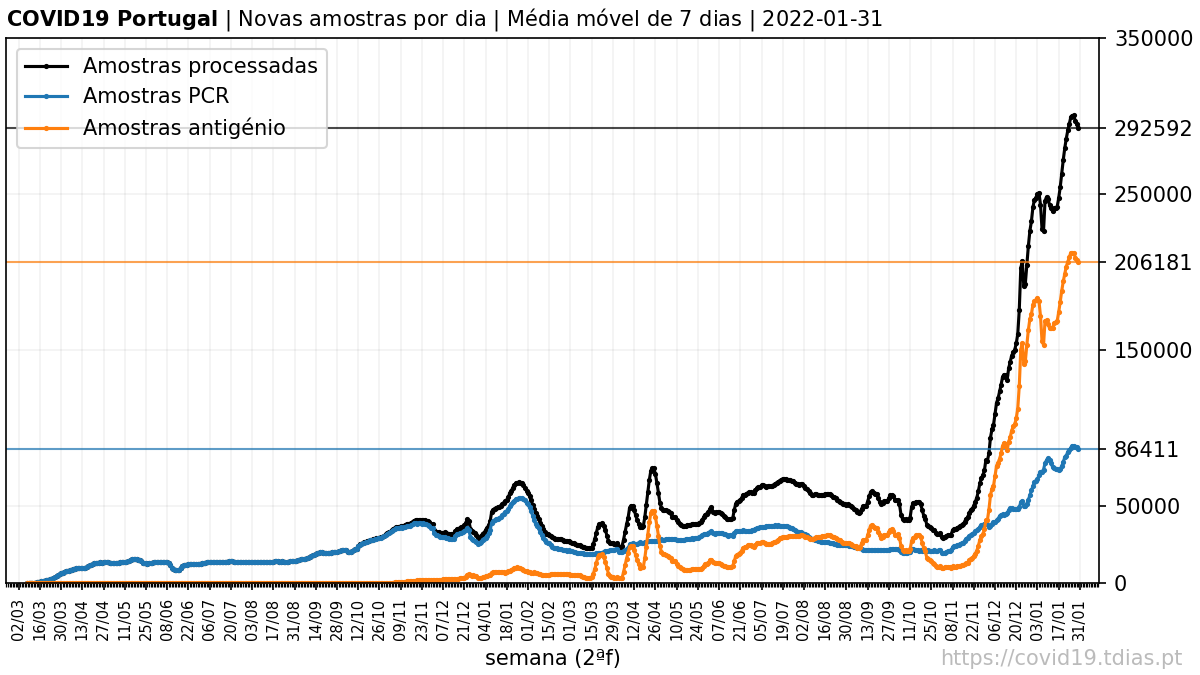 COVID19 Portugal | Novas amostras por dia | Média móvel de 7 dias | 2022-01-31
Amostras processadas
Amostras PCR
Amostras antigénio
350000
292592
250000
206181
150000
86411
50000
0
02/03 16/03 30/03 13/04 27/04 11/05 25/05 08/06 22/06 06/07 20/07 03/08 17/08 31/08 14/09 28/09 12/10 26/10 09/11 23/11 07/12 21/12 04/01 18/01 01/02 15/02 01/03 15/03 29/03 12/04 26/04 10/05 24/05 07/06 21/06 05/07 19/07 02/08 16/08 30/08 13/09 27/09 11/10 25/10 08/11 22/11 06/12 20/12 03/01 17/01 31/01
semana (2ªf)
https://covid19.tdias.pt